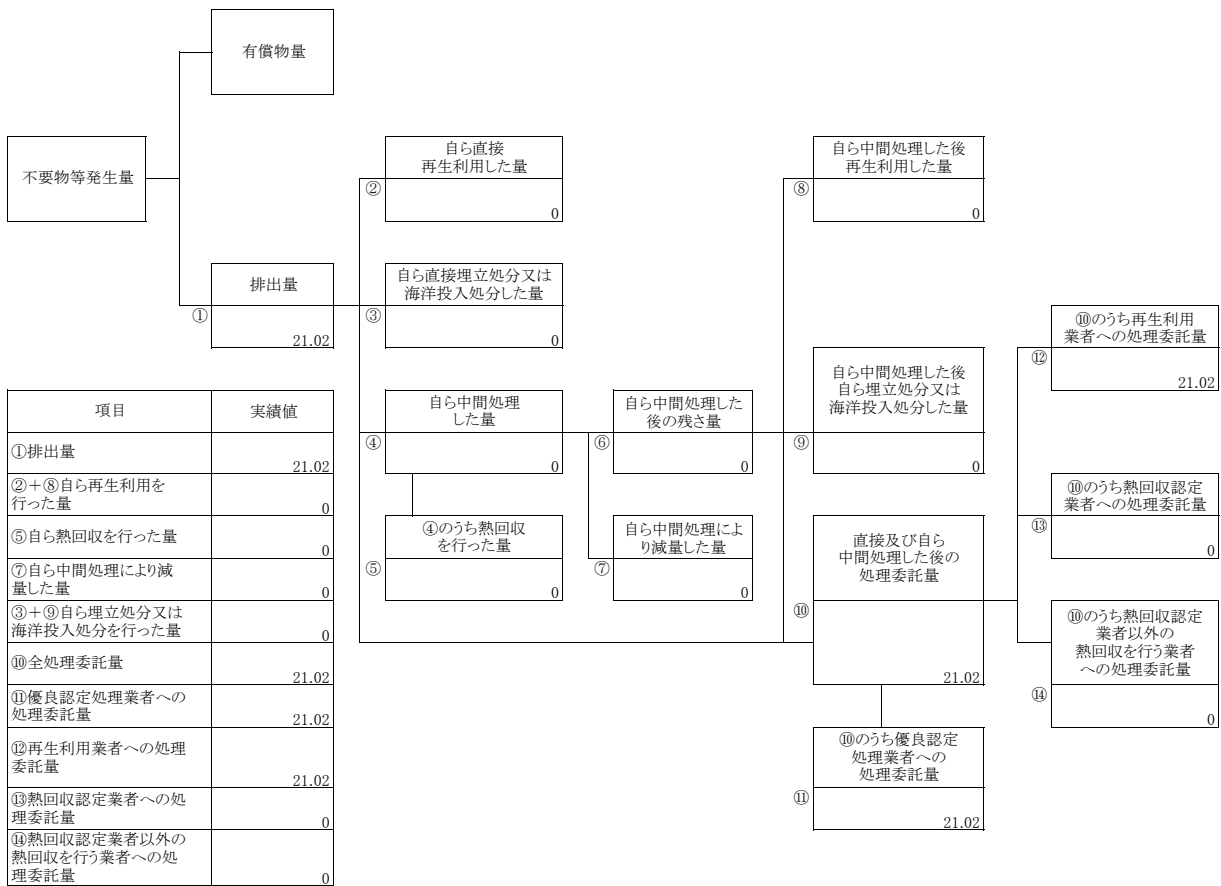 有償物量
不要物等発生量
自ら直接
再生利用した量
②
0
自ら中間処理した後
再生利用した量
⑧
0
排出量
①
21.02
自ら直接埋立処分又は
海洋投入処分した量
③
0
⑩のうち再生利用
業者への処理委託量
⑫
21.02
自ら中間処理
した量
④
0
自ら中間処理した
後の残さ量
⑥
0
自ら中間処理した後
自ら埋立処分又は
海洋投入処分した量
⑨
0
⑩のうち熱回収認定
業者への処理委託量
⑬
0
④のうち熱回収
を行った量
⑤
0
自ら中間処理によ
り減量した量
⑦
0
直接及び自ら
中間処理した後の
処理委託量
⑩
21.02
⑩のうち熱回収認定
業者以外の
熱回収を行う業者
への処理委託量
⑭
0
⑩のうち優良認定
処理業者への
処理委託量
⑪
21.02
項目 実績値
①排出量 21.02
②+⑧自ら再生利用を
行った量 0
⑤自ら熱回収を行った量 0
⑦自ら中間処理により減
量した量 0
③+⑨自ら埋立処分又は
海洋投入処分を行った量 0
⑩全処理委託量 21.02
⑪優良認定処理業者への
処理委託量 21.02
⑫再生利用業者への処理
委託量 21.02
⑬熱回収認定業者への処
理委託量 0
⑭熱回収認定業者以外の
熱回収を行う業者への処
理委託量 0